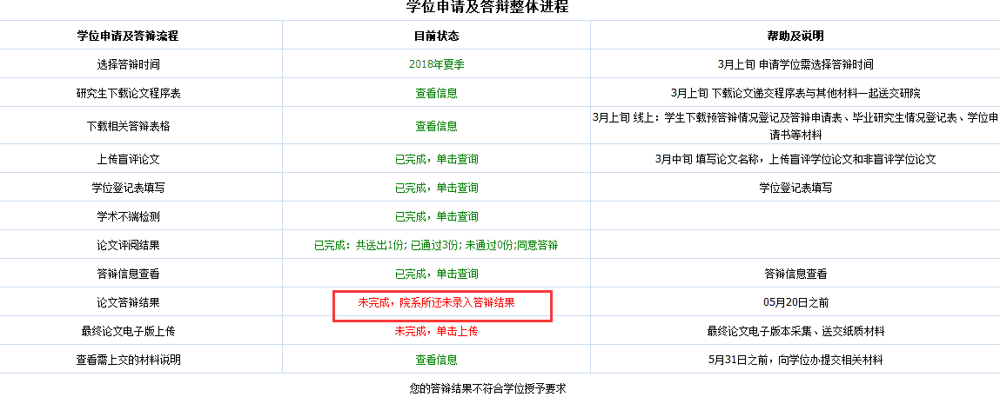 学位申请及答辩整体进程
学位申请及答辩流程 目前状态 帮助及说明
选择答辩时间 2018年夏季 3月上旬 申请学位需选择答辩时间
研究生下载论文程序表 查看信息 3月上旬 下载论文递交程序表与其他材料一起送交研院
下载相关答辩表格 查看信息 3月上旬 线上：学生下载预答辩情况登记及答辩申请表、毕业研究生情况登记表、学位申
请书等材料
上传盲评论文 已完成，单击查询 3月中旬 填写论文名称，上传盲评学位论文和非盲评学位论文
学位登记表填写 已完成，单击查询 学位登记表填写
学术不端检测 已完成，单击查询
论文评阅结果 已完成：共送出1份; 已通过3份; 未通过0份;同意答辩
答辩信息查看 已完成，单击查询 答辩信息查看
论文答辩结果 未完成，院系所还未录入答辩结果 05月20日之前
最终论文电子版上传 未完成，单击上传 最终论文电子版本采集、送交纸质材料
查看需上交的材料说明 查看信息 5月31日之前，向学位办提交相关材料
您的答辩结果不符合学位授予要求